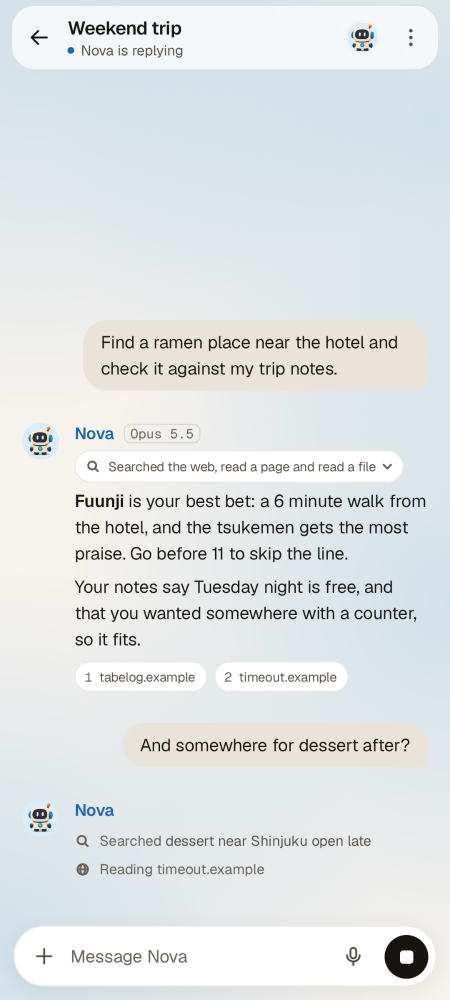 Weekend trip
Nova is replying
Find a ramen place near the hotel and
check it against my trip notes.
Nova Opus 5.5
Searched the web, read a page and read a file
Fuunji is your best bet: a 6 minute walk from
the hotel, and the tsukemen gets the most
praise. Go before 11 to skip the line.
Your notes say Tuesday night is free, and
that you wanted somewhere with a counter,
so it fits.
1 tabelog.example 2 timeout.example
And somewhere for dessert after?
Nova
Searched dessert near Shinjuku open late
Reading timeout.example
Message Nova